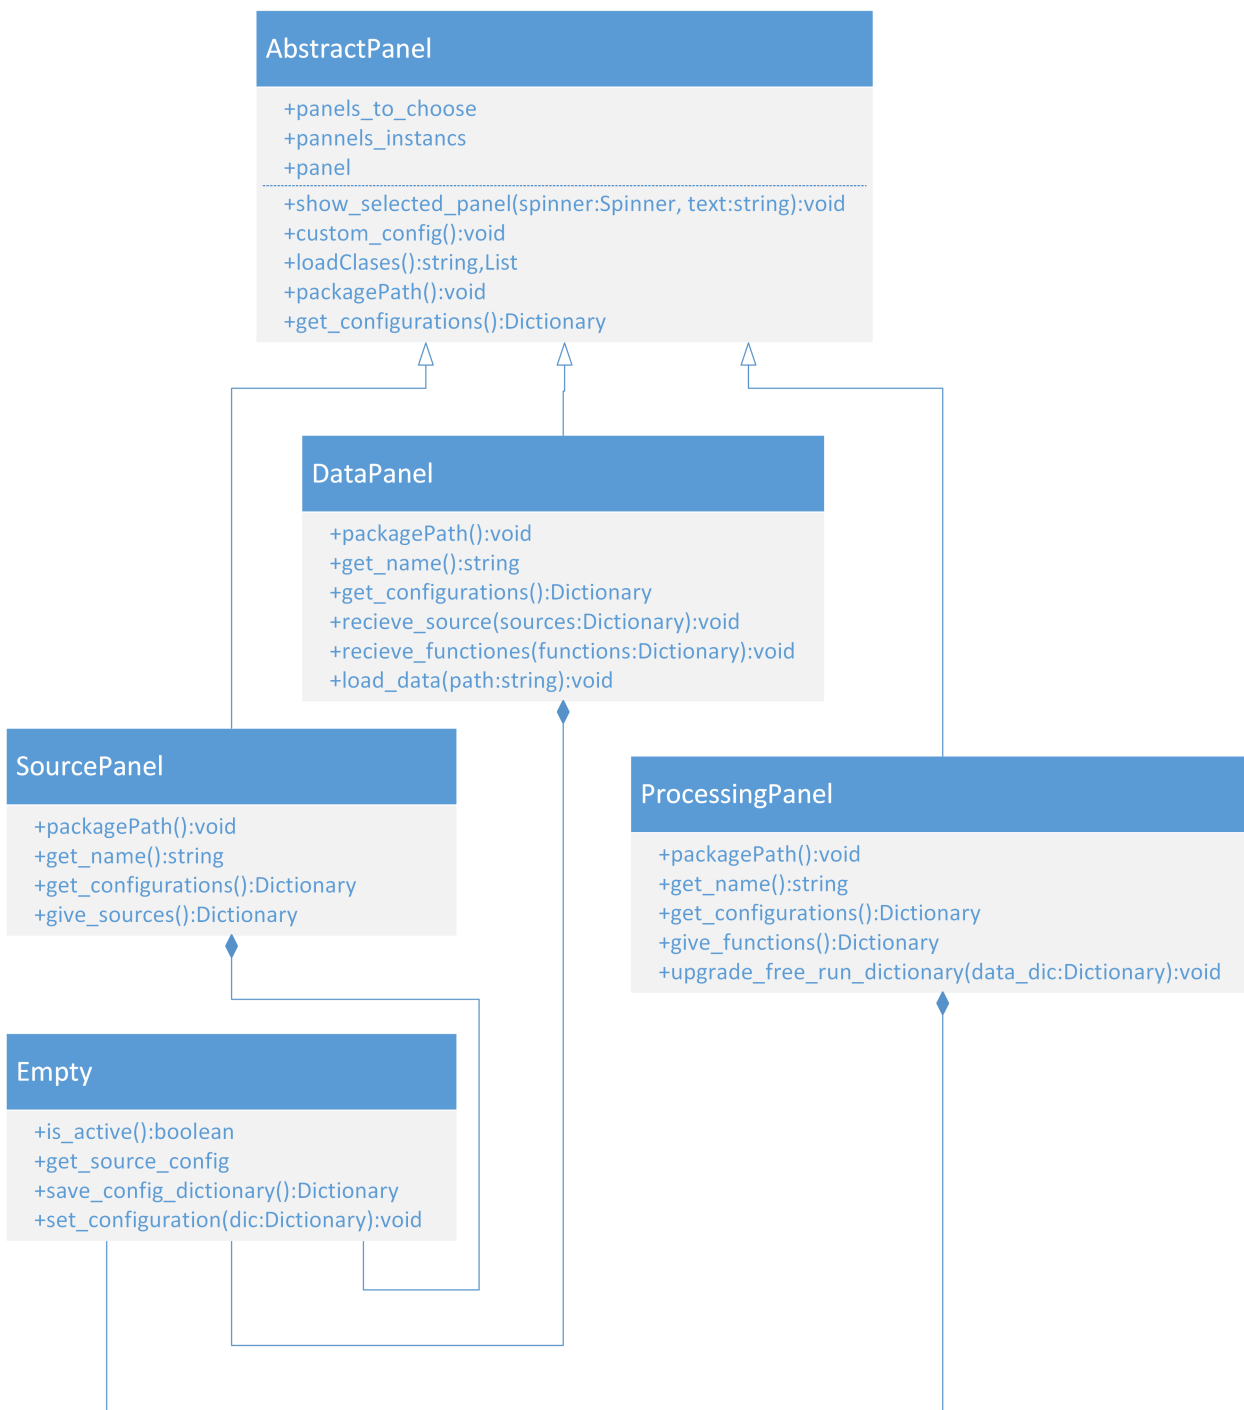 AbstractPanel
+panels_to_choose
+pannels_instancs
+panel
+show_selected_panel(spinner:Spinner, text:string):void
+custom_config():void
+loadClases():string,List
+packagePath():void
+get_configurations():Dictionary
DataPanel
+packagePath():void
+get_name():string
+get_configurations():Dictionary
+recieve_source(sources:Dictionary):void
+recieve_functiones(functions:Dictionary):void
+load_data(path:string):void
SourcePanel
+packagePath():void
+get_name():string
+get_configurations():Dictionary
+give_sources():Dictionary
ProcessingPanel
+packagePath():void
+get_name():string
+get_configurations():Dictionary
+give_functions():Dictionary
+upgrade_free_run_dictionary(data_dic:Dictionary):void
Empty
+is_active():boolean
+get_source_config
+save_config_dictionary():Dictionary
+set_configuration(dic:Dictionary):void